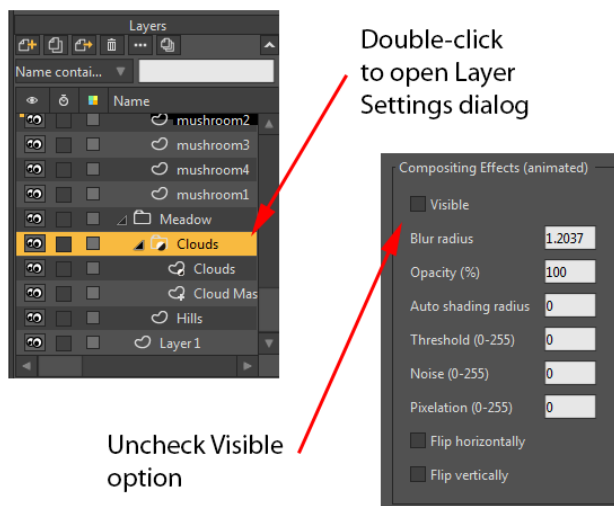 Layers
Name contai...
Name
mushroom2
mushroom3
mushroom4
mushroom1
Meadow
Clouds
Clouds
Cloud Mas
Hills
Layer 1
Double-click
to open Layer
Settings dialog
Compositing Effects (animated)
Visible
Blur radius 1.2037
Opacity (%) 100
Auto shading radius 0
Threshold (0-255) 0
Noise (0-255) 0
Pixelation (0-255) 0
Flip horizontally
Flip vertically
Uncheck Visible
option